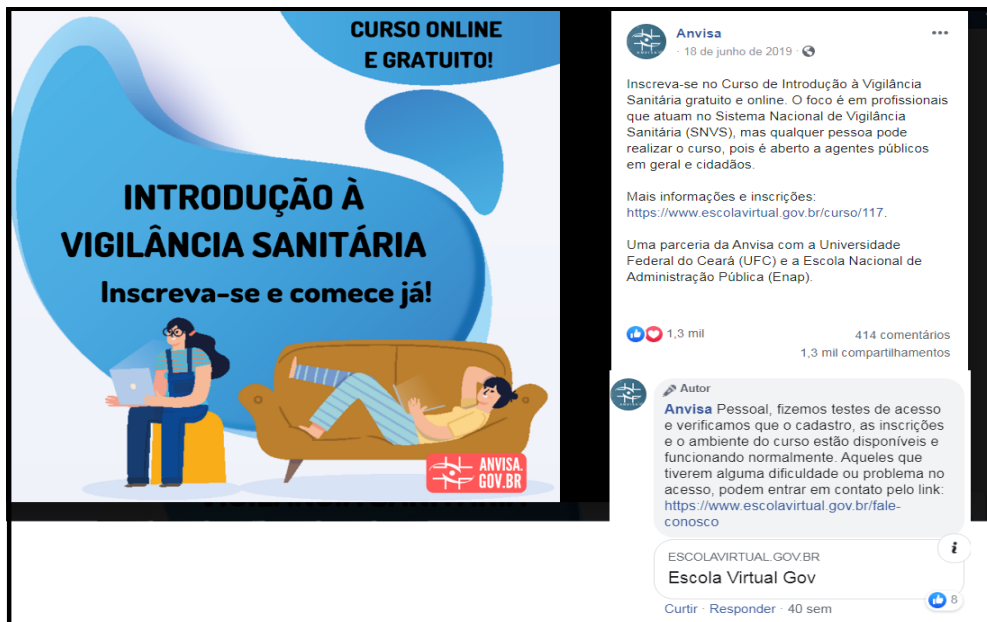 CURSO ONLINE
E GRATUITO!
INTRODUÇÃO À
VIGILÂNCIA SANITÁRIA
Inscreva-se e comece já!
ANVISA.
GOV.BR
Anvisa
· 18 de junho de 2019 ·
Inscreva-se no Curso de Introdução à Vigilância
Sanitária gratuito e online. O foco é em profissionais
que atuam no Sistema Nacional de Vigilância
Sanitária (SNVS), mas qualquer pessoa pode
realizar o curso, pois é aberto a agentes públicos
em geral e cidadãos.
Mais informações e inscrições:
https://www.escolavirtual.gov.br/curso/117.
Uma parceria da Anvisa com a Universidade
Federal do Ceará (UFC) e a Escola Nacional de
Administração Pública (Enap).
1,3 mil
414 comentários
1,3 mil compartilhamentos
Autor
Anvisa Pessoal, fizemos testes de acesso
e verificamos que o cadastro, as inscrições
e o ambiente do curso estão disponíveis e
funcionando normalmente. Aqueles que
tiverem alguma dificuldade ou problema no
acesso, podem entrar em contato pelo link:
https://www.escolavirtual.gov.br/fale-
conosco
ESCOLAVIRTUAL.GOV.BR
Escola Virtual Gov
8
Curtir · Responder · 40 sem